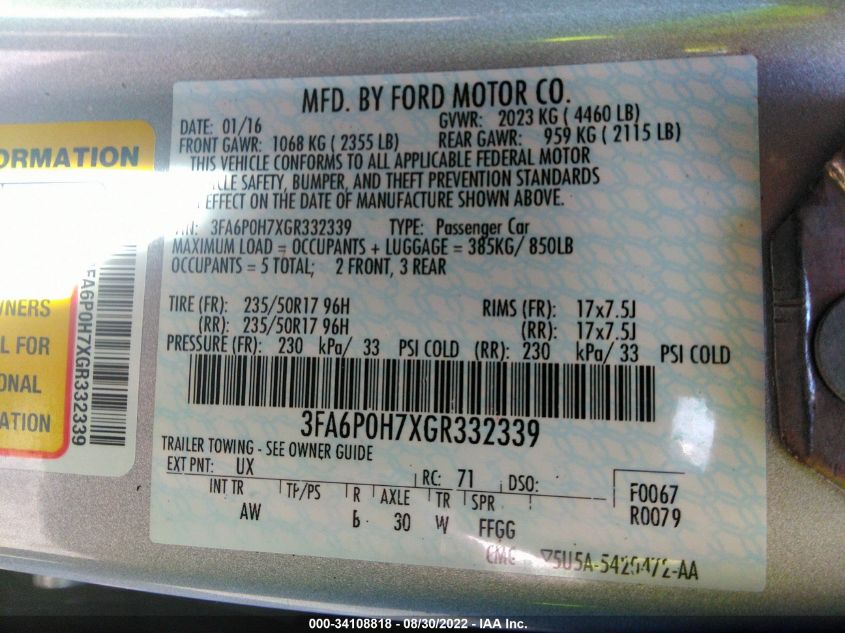 MFD. BY FORD MOTOR CO.
DATE: 01/16 GVWR: 2023 KG ( 4460 LB)
FRONT GAWR: 1068 KG ( 2355 LB) REAR GAWR: 959 KG ( 2115 LB)
THIS VEHICLE CONFORMS TO ALL APPLICABLE FEDERAL MOTOR
SAFETY, BUMPER, AND THEFT PREVENTION STANDARDS
EFFECT ON THE DATE OF MANUFACTURE SHOWN ABOVE.
3FA6P0H7XGR332339 TYPE: Passenger Car
MAXIMUM LOAD = OCCUPANTS + LUGGAGE = 385KG/ 850LB
OCCUPANTS = 5 TOTAL; 2 FRONT, 3 REAR
TIRE (FR): 235/50R17 96H RIMS (FR): 17x7.5J
(RR): 235/50R17 96H (RR): 17x7.5J
PRESSURE (FR): 230 kPa/ 33 PSI COLD (RR): 230 kPa/ 33 PSI COLD
3FA6P0H7XGR332339
TRAILER TOWING - SEE OWNER GUIDE
EXT PNT: UX RC: 71 DSO: F0067
INT TR TP/PS R AXLE TR SPR R0079
AW 30 W FFGG
ORMATION
WNERS
L FOR
ONAL
ATION
FA6P0H7XGR332339
000-34108818 - 08/30/2022 - IAA Inc.